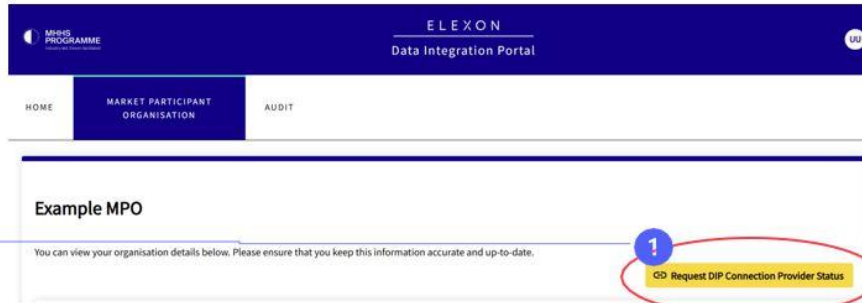 MHHS
PROGRAMME
ELEXON
Data Integration Portal
UU
HOME
MARKET PARTICIPANT
ORGANISATION
AUDIT
Example MPO
You can view your organisation details below. Please ensure that you keep this information accurate and up-to-date.
1
Request DIP Connection Provider Status